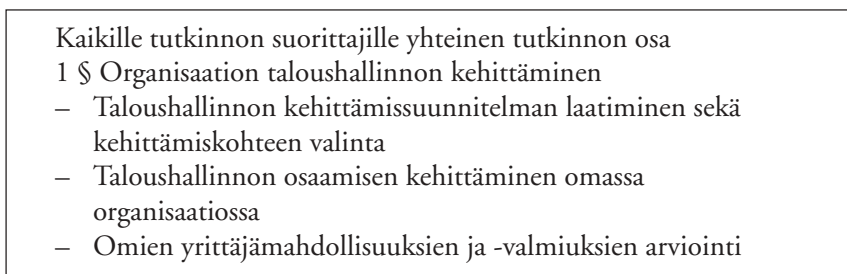 Kaikille tutkinnon suorittajille yhteinen tutkinnon osa
1 § Organisaation taloushallinnon kehittäminen
– Taloushallinnon kehittämissuunnitelman laatiminen sekä
kehittämiskohteen valinta
– Taloushallinnon osaamisen kehittäminen omassa
organisaatiossa
– Omien yrittäjämahdollisuuksien ja -valmiuksien arviointi